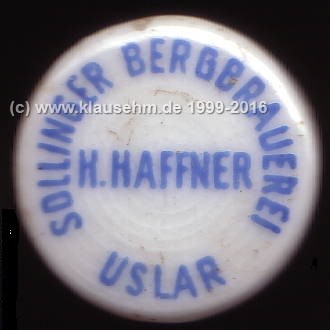 SOLLINGER BERGBRAUEREI
(c) www.klausehm.de 1999-2016
H. HAFFNER
USLAR